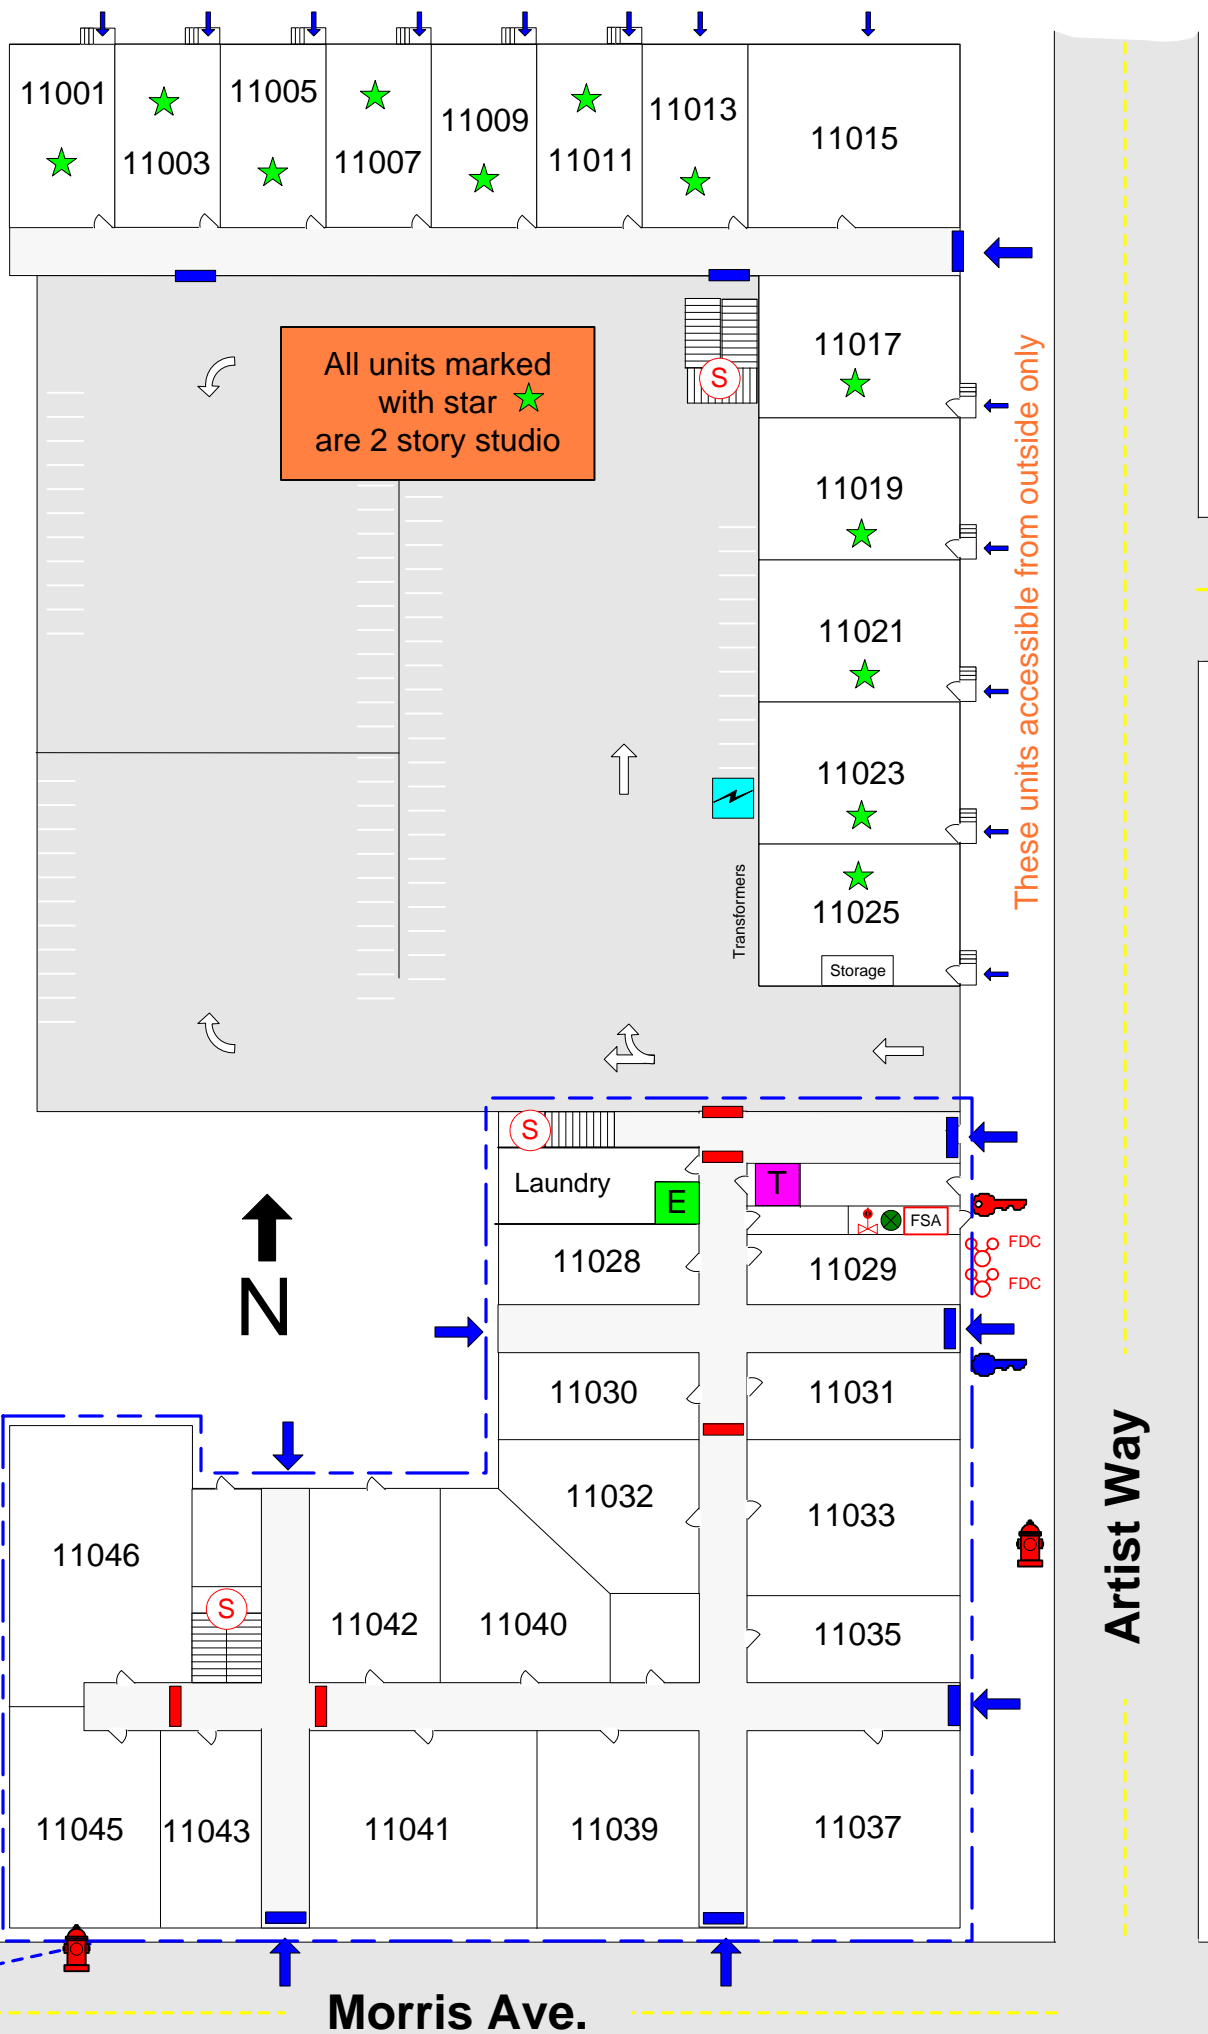 11001
11005
11009
11013
11015
11003
11007
11011
All units marked
with star
are 2 story studio
S
11017
11019
11021
11023
11025
Storage
Transformers
These units accessible from outside only
S
Laundry
E
T
FSA
FDC
FDC
11028
11029
N
11030
11031
11032
11033
11046
S
11042
11040
11035
11045
11043
11041
11039
11037
Artist Way
Morris Ave.